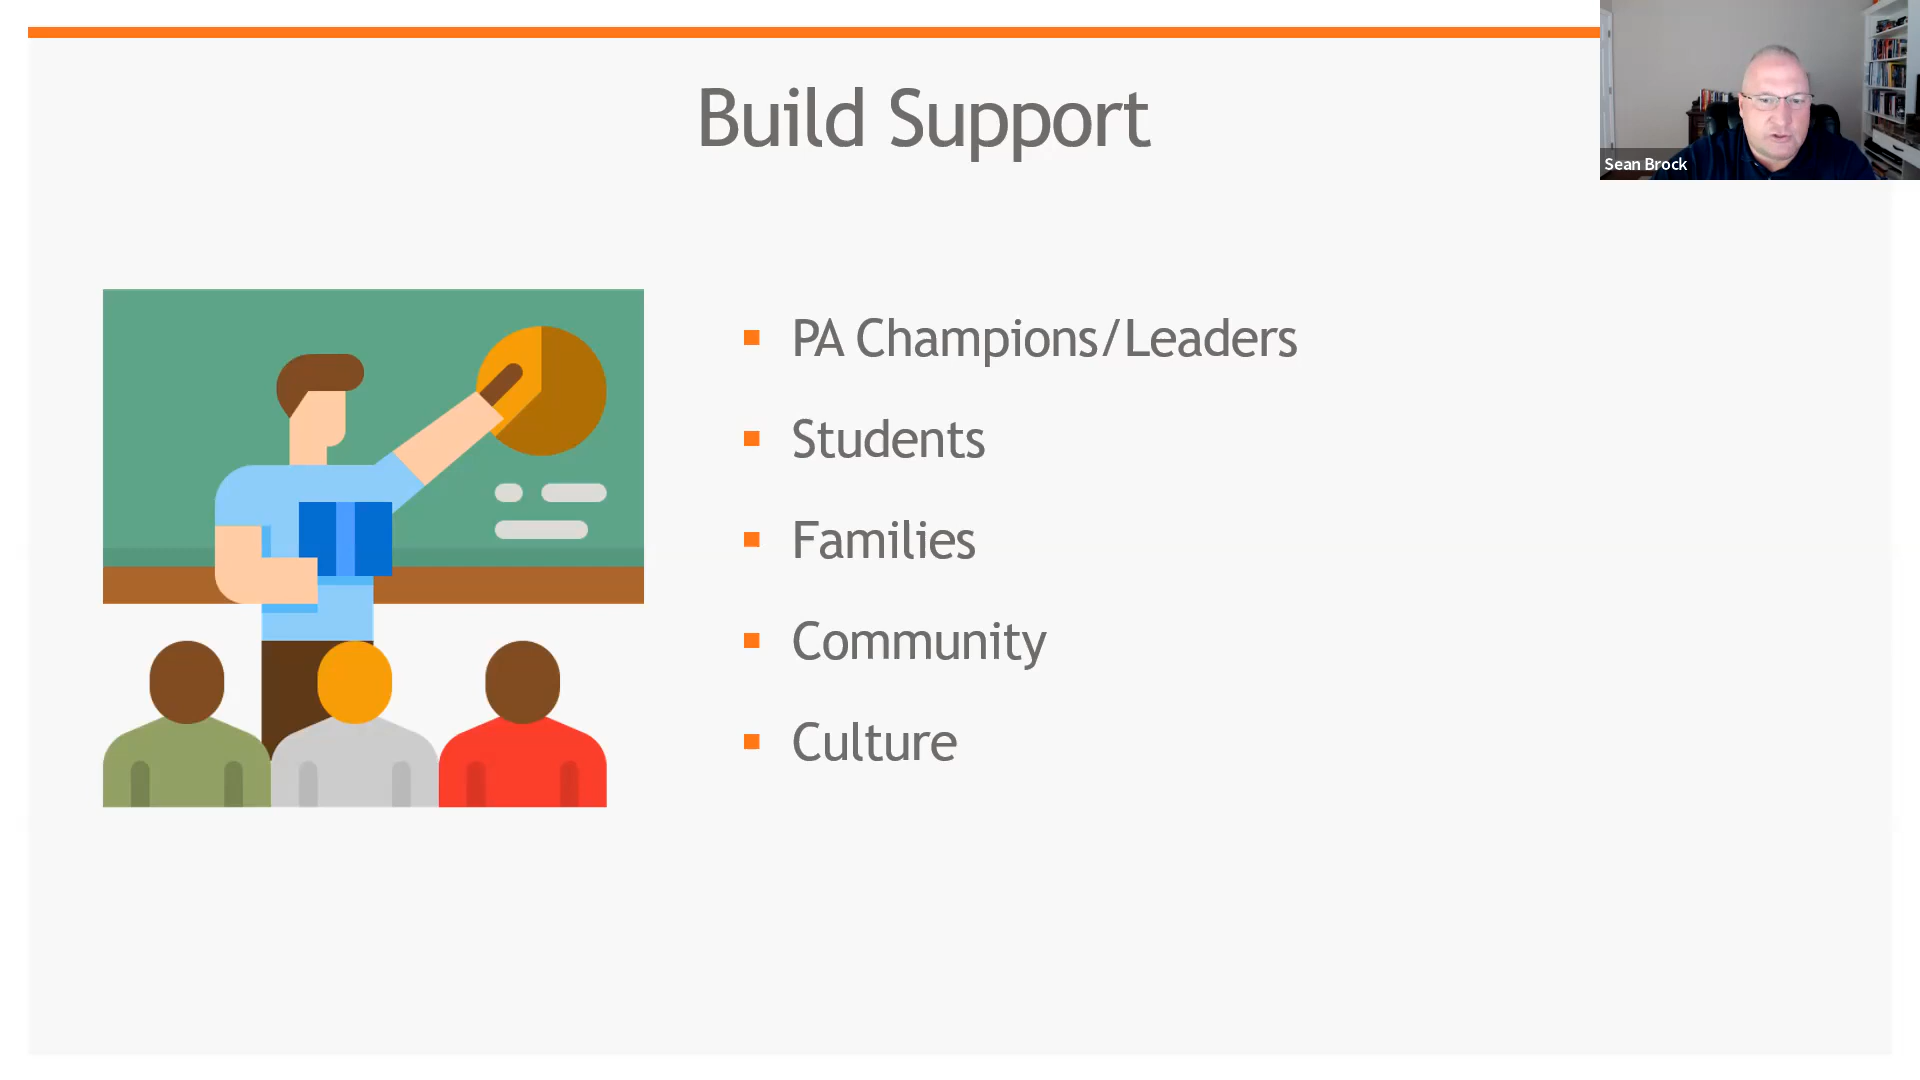 Build Support
Sean Brock
PA Champions/Leaders
Students
Families
Community
Culture